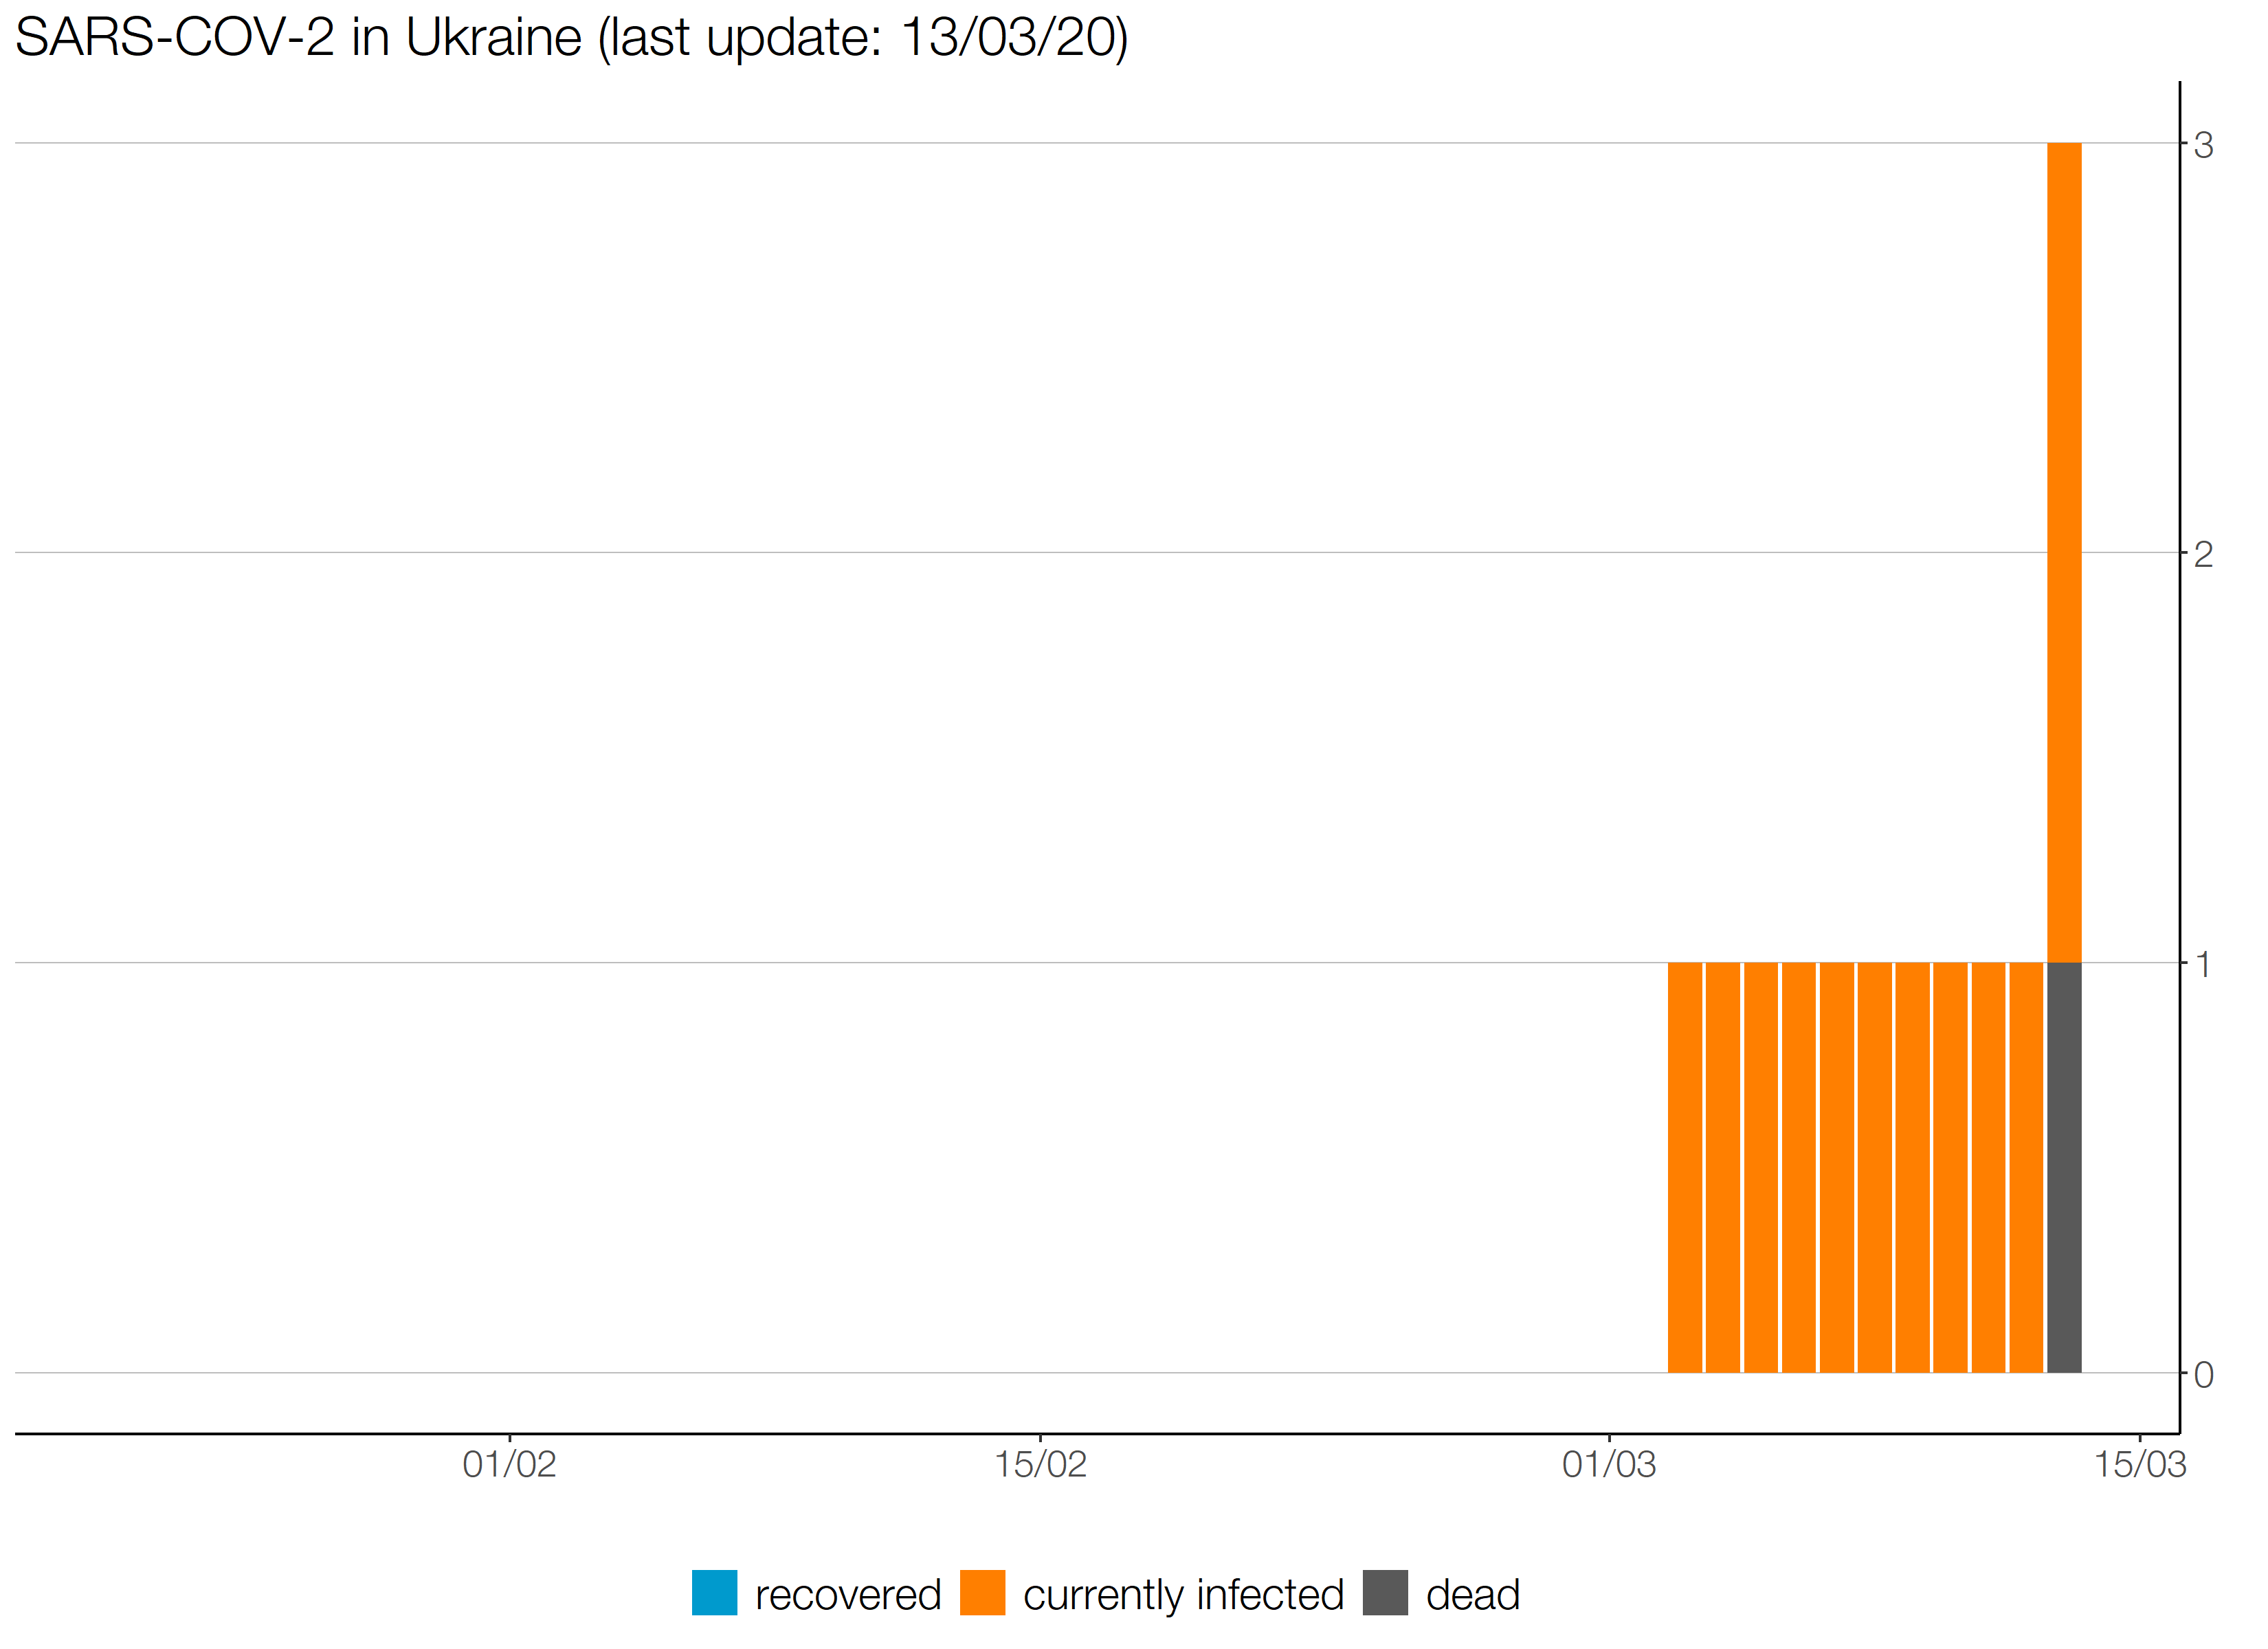 SARS-COV-2 in Ukraine (last update: 13/03/20)
3
2
1
0
01/02 15/02 01/03 15/03
recovered currently infected dead